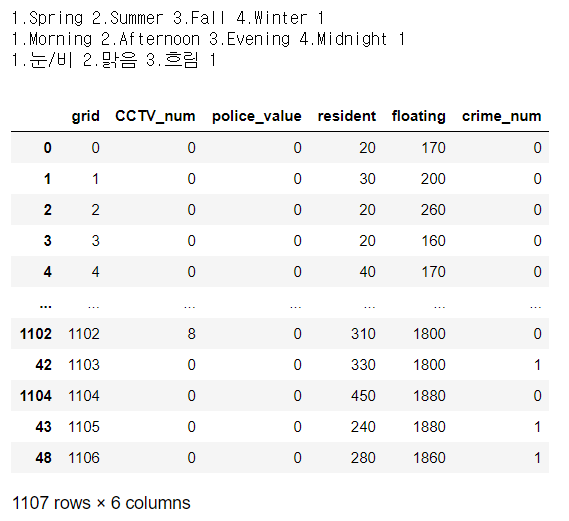 1.Spring 2.Summer 3.Fall 4.Winter 1
1.Morning 2.Afternoon 3.Evening 4.Midnight 1
1.눈/비 2.맑음 3.흐림 1
grid CCTV_num police_value resident floating crime_num
0 0 0 0 20 170 0
1 1 0 0 30 200 0
2 2 0 0 20 260 0
3 3 0 0 20 160 0
4 4 0 0 40 170 0
... ... ... ... ... ... ...
1102 1102 8 0 310 1800 0
42 1103 0 0 330 1800 1
1104 1104 0 0 450 1880 0
43 1105 0 0 240 1880 1
48 1106 0 0 280 1860 1
1107 rows × 6 columns